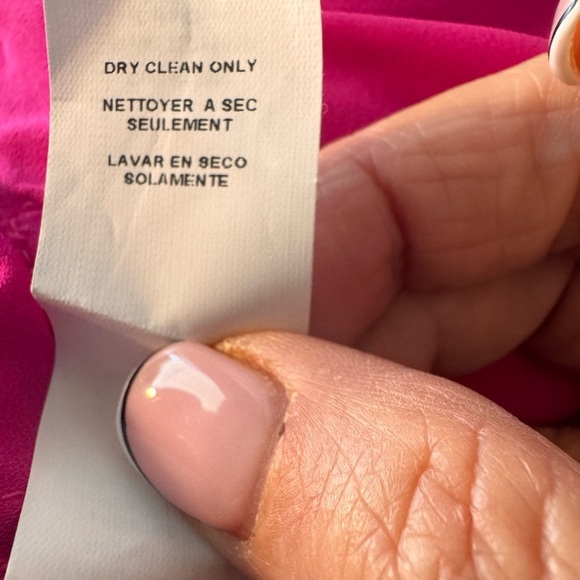 DRY CLEAN ONLY
NETTOYER A SEC
SEULEMENT
LAVAR EN SECO
SOLAMENTE